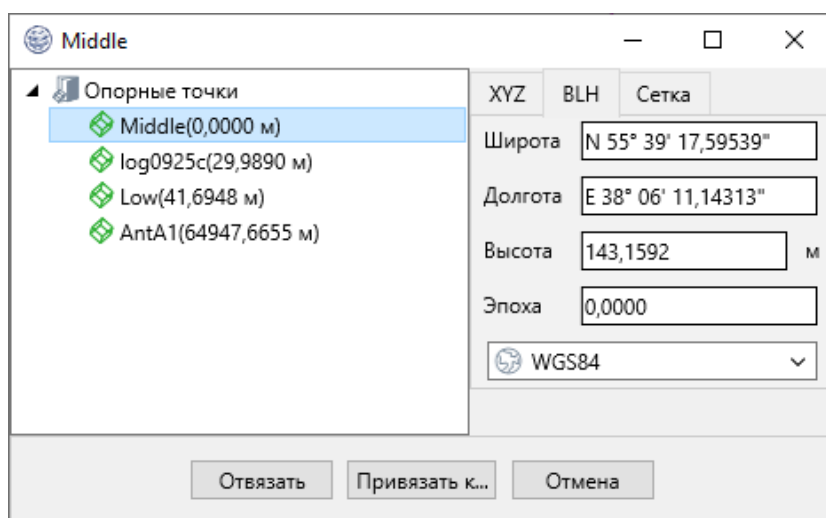 Middle
Опорные точки
Middle(0,0000 м)
log0925c(29,9890 м)
Low(41,6948 м)
AntA1(64947,6655 м)
XYZ BLH Сетка
Широта N 55° 39' 17,59539"
Долгота E 38° 06' 11,14313"
Высота 143,1592 м
Эпоха 0,0000
WGS84
Отвязать Привязать к... Отмена